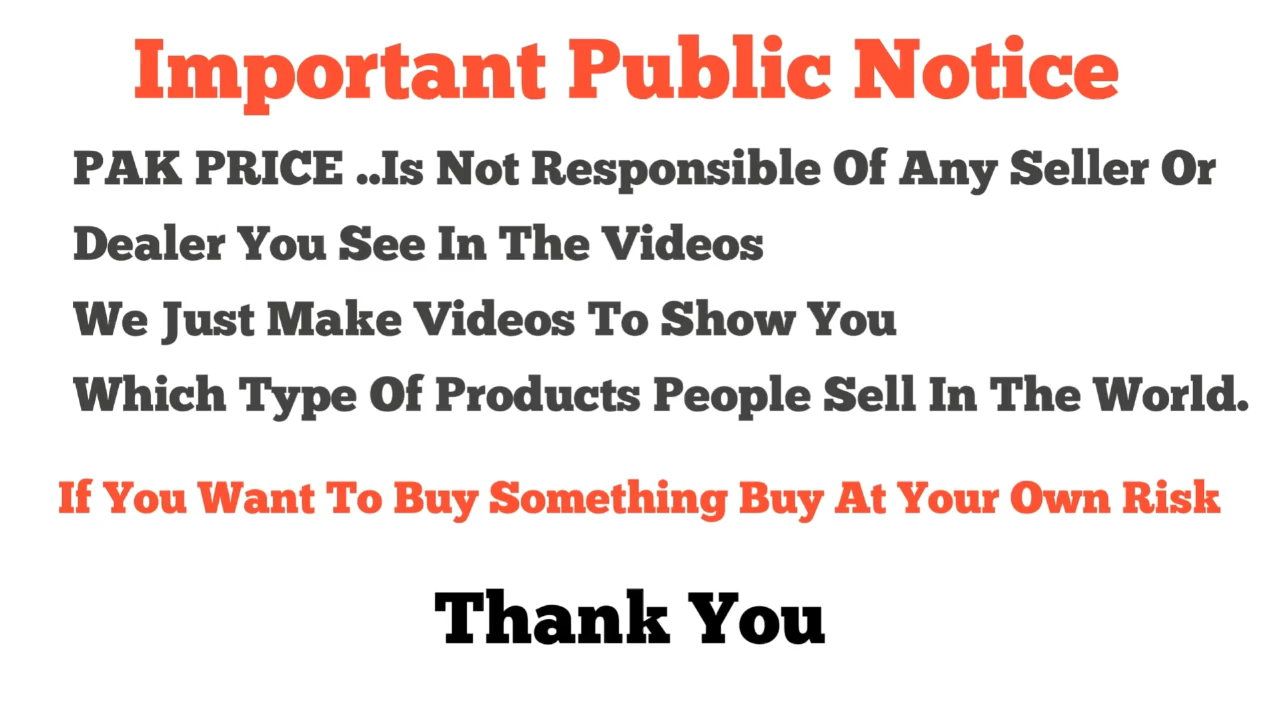 Important Public Notice
PAK PRICE ..Is Not Responsible Of Any Seller Or
Dealer You See In The Videos
We Just Make Videos To Show You
Which Type Of Products People Sell In The World.
If You Want To Buy Something Buy At Your Own Risk
Thank You